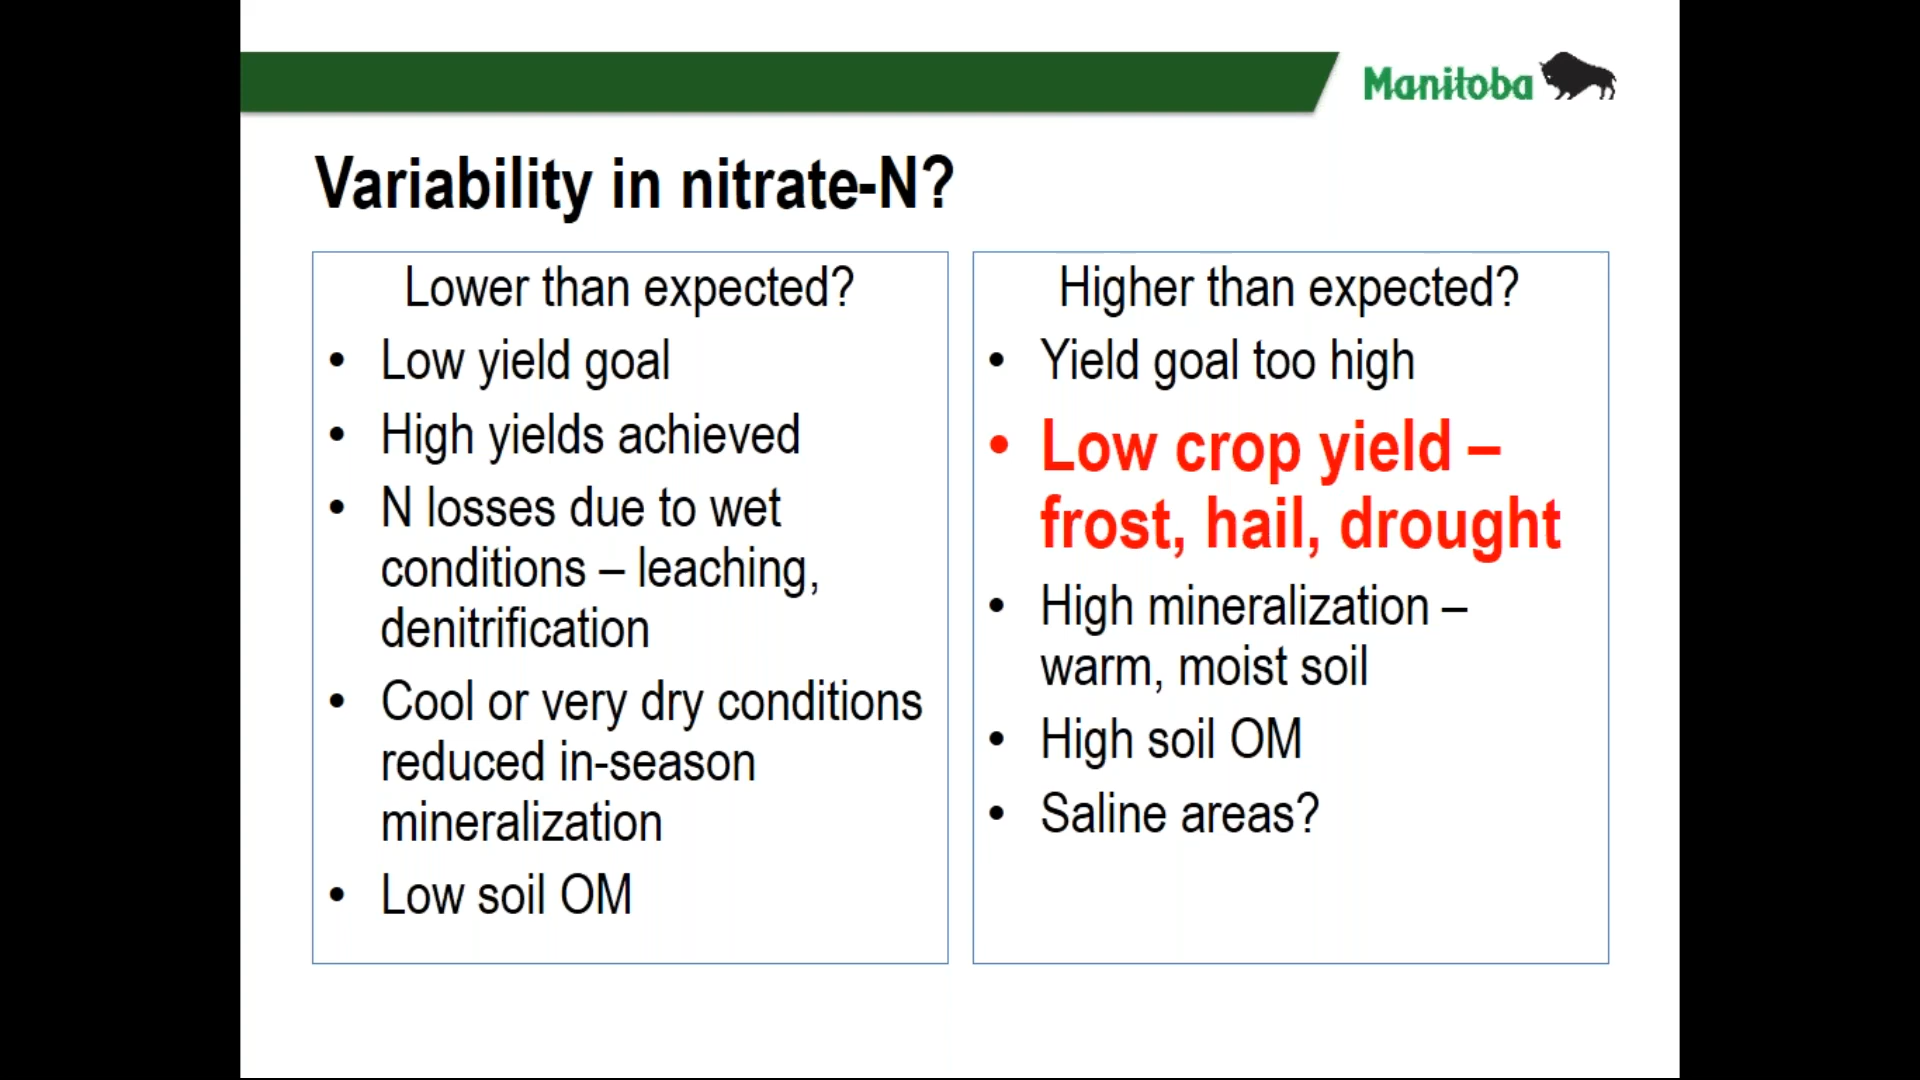 Manitoba
Variability in nitrate-N?
Lower than expected?
• Low yield goal
• High yields achieved
• N losses due to wet
conditions – leaching,
denitrification
• Cool or very dry conditions
reduced in-season
mineralization
• Low soil OM
Higher than expected?
• Yield goal too high
• Low crop yield –
frost, hail, drought
• High mineralization –
warm, moist soil
• High soil OM
• Saline areas?